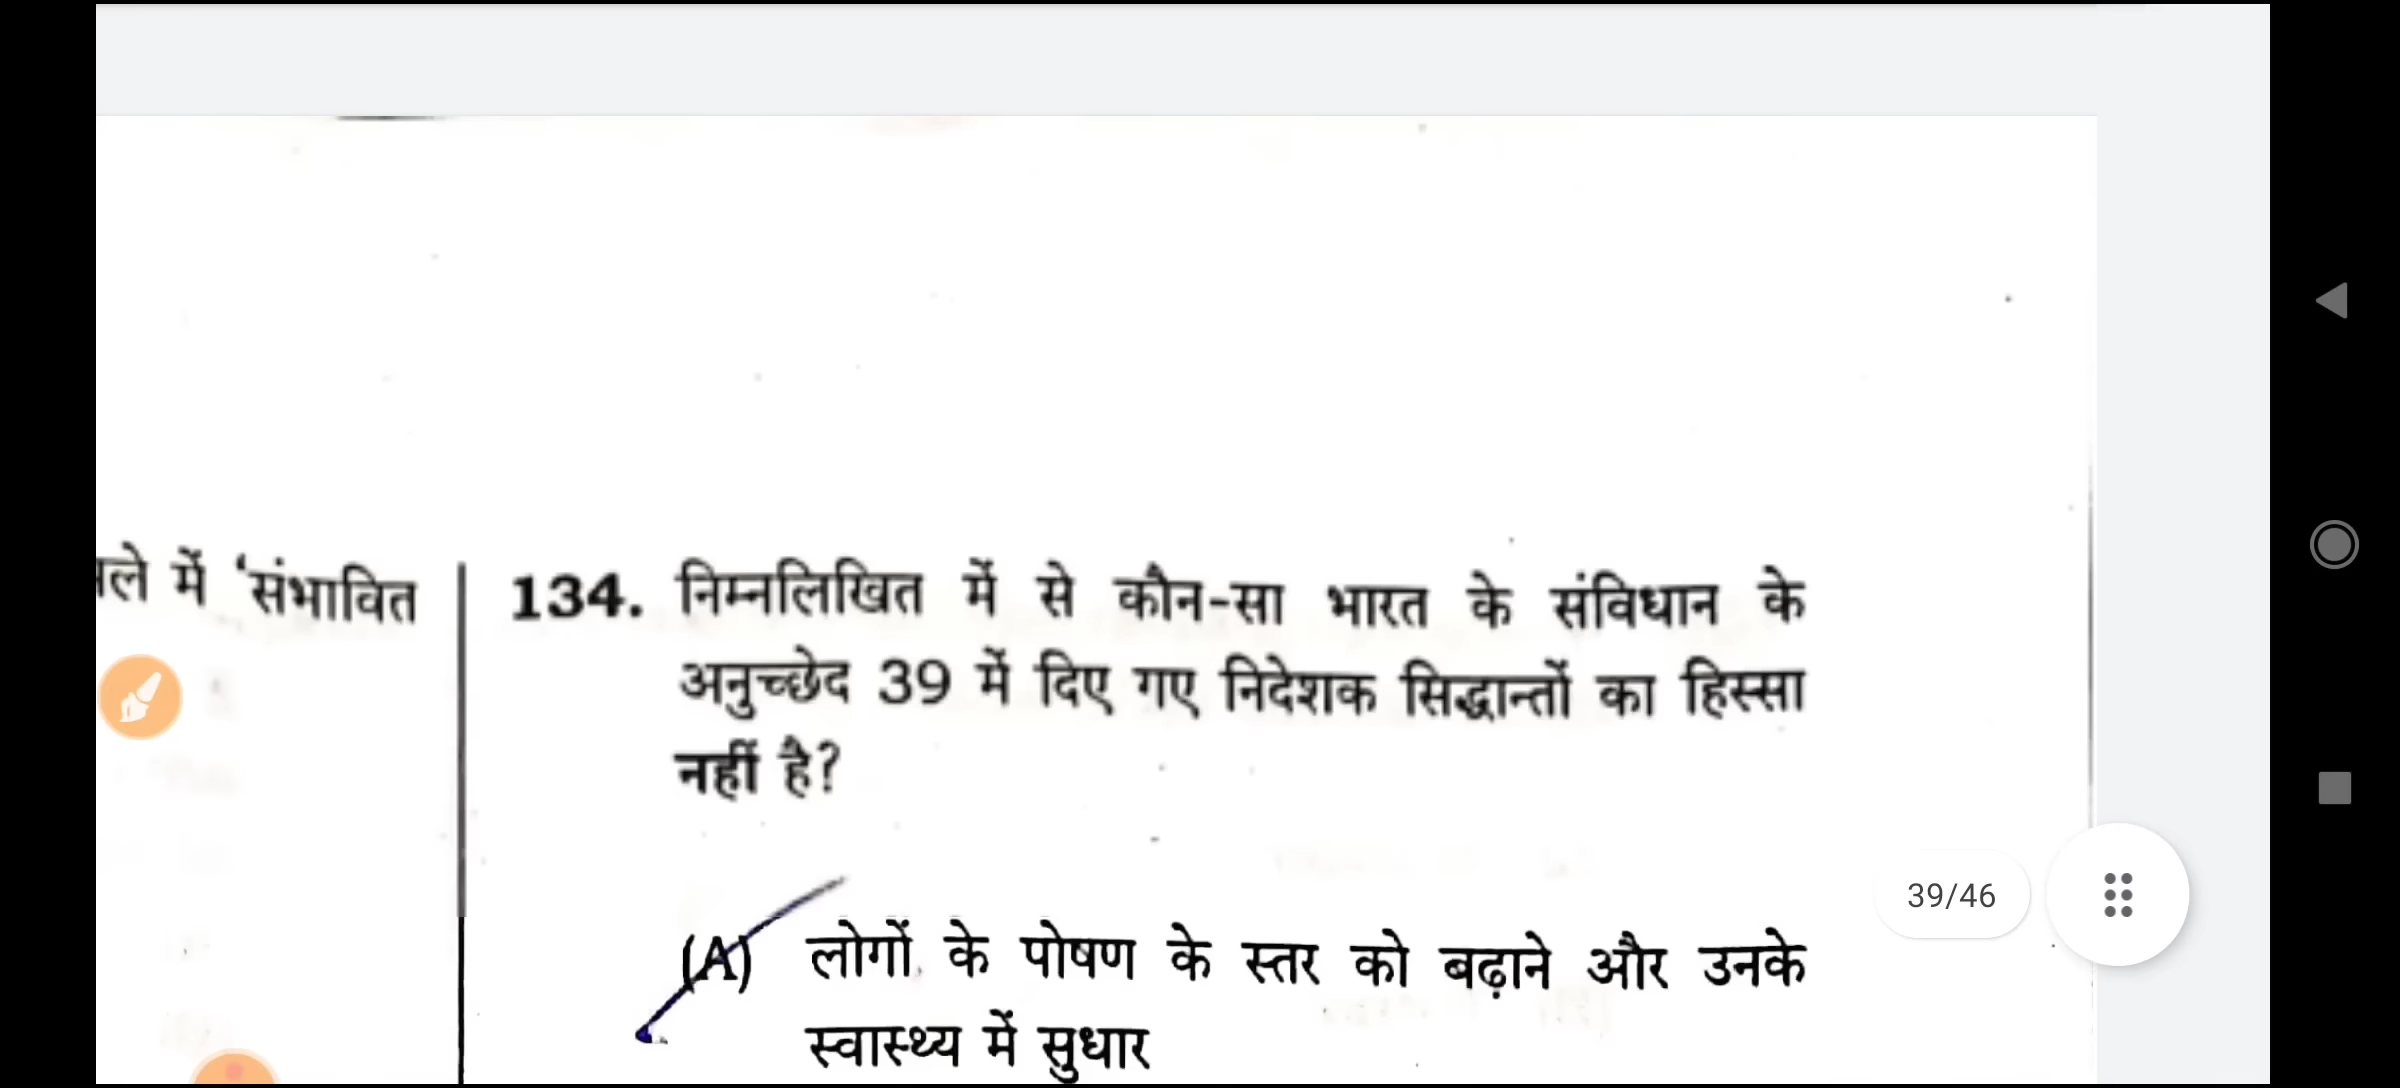 में 'संभावित
134. निम्नलिखित में से कौन-सा भारत के संविधान के
अनुच्छेद 39 में दिए गए निदेशक सिद्धान्तों का हिस्सा
नहीं है?
(A) लोगों के पोषण के स्तर को बढ़ाने और उनके
स्वास्थ्य में सुधार
39/46